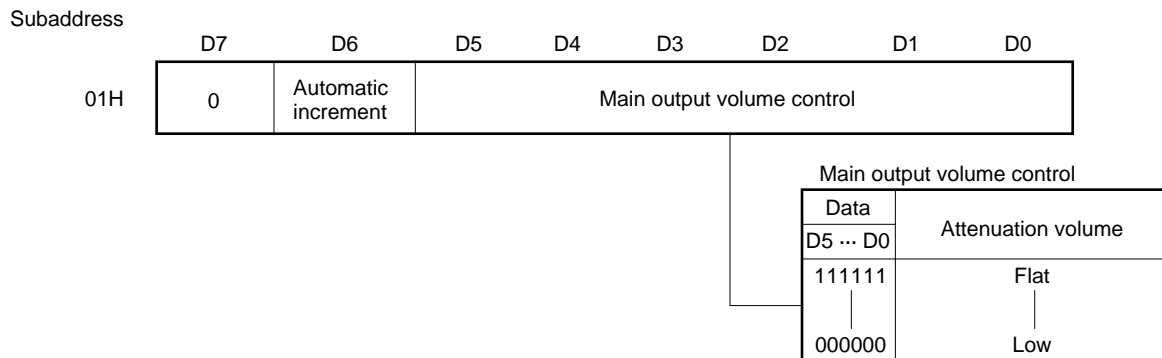 Subaddress
D7 D6 D5 D4 D3 D2 D1 D0
01H 0 Automatic increment Main output volume control
Main output volume control
Data Attenuation volume
D5 ··· D0
111111 Flat
000000 Low